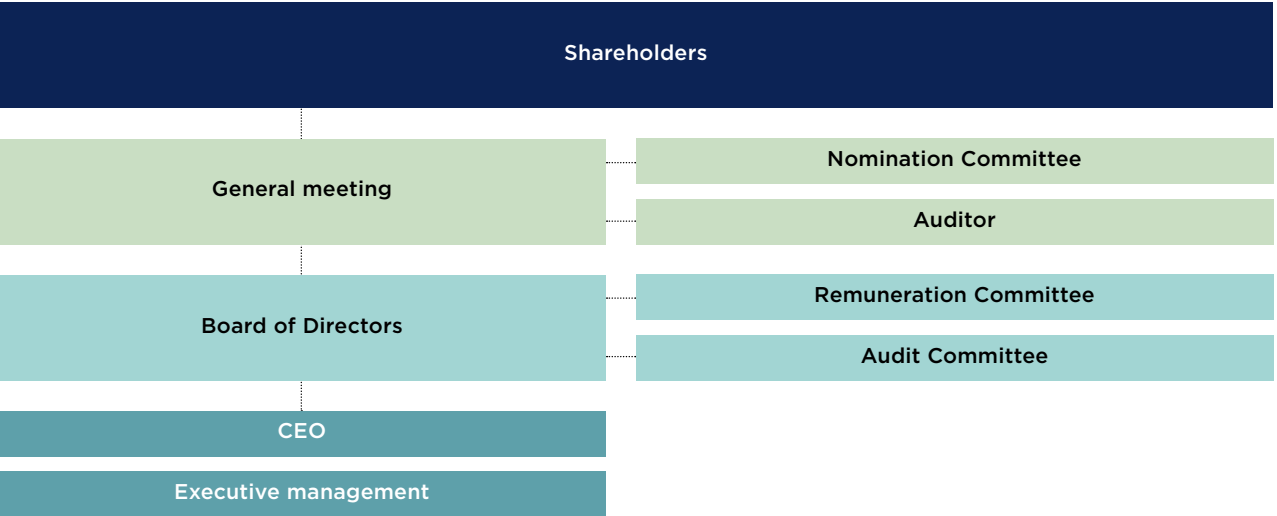 Shareholders
General meeting
Nomination Committee
Auditor
Board of Directors
Remuneration Committee
Audit Committee
CEO
Executive management